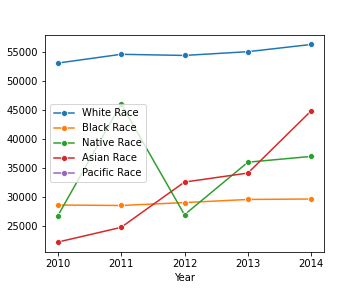 55000
50000
45000
40000
35000
30000
25000
White Race
Black Race
Native Race
Asian Race
Pacific Race
2010 2011 2012 2013 2014
Year